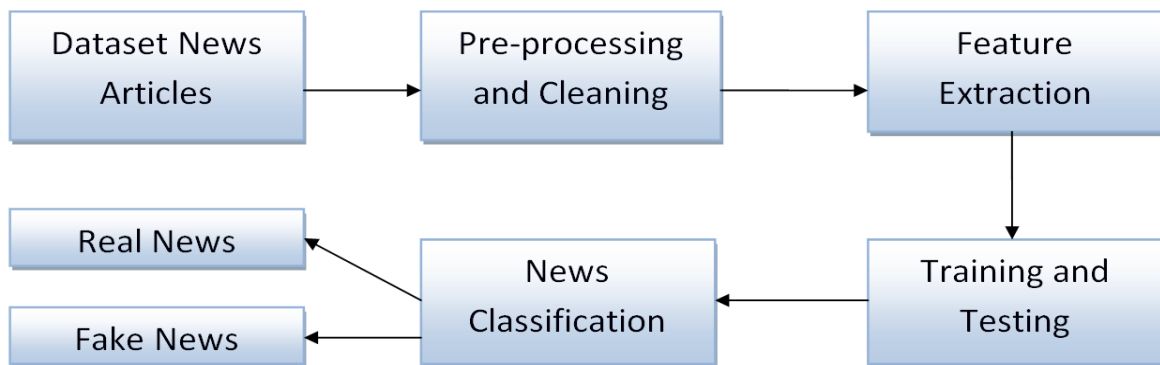 Dataset News
Articles
Pre-processing
and Cleaning
Feature
Extraction
Training and
Testing
News
Classification
Real News
Fake News